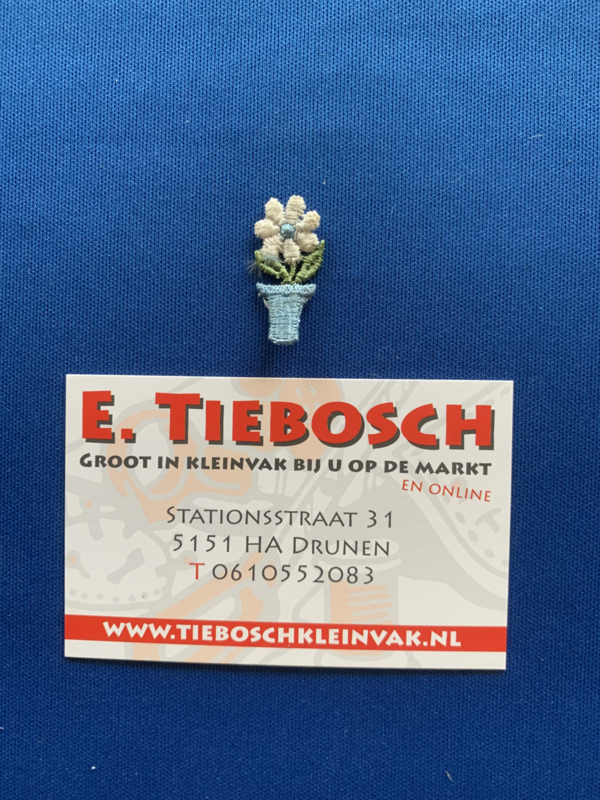 E. TIEBOSCH
GROOT IN KLEINVAK BIJ U OP DE MARKT
EN ONLINE
STATIONSSTRAAT 31
5151 HA DRUNEN
T 0610552083
WWW.TIEBOSCHKLEINVAK.NL